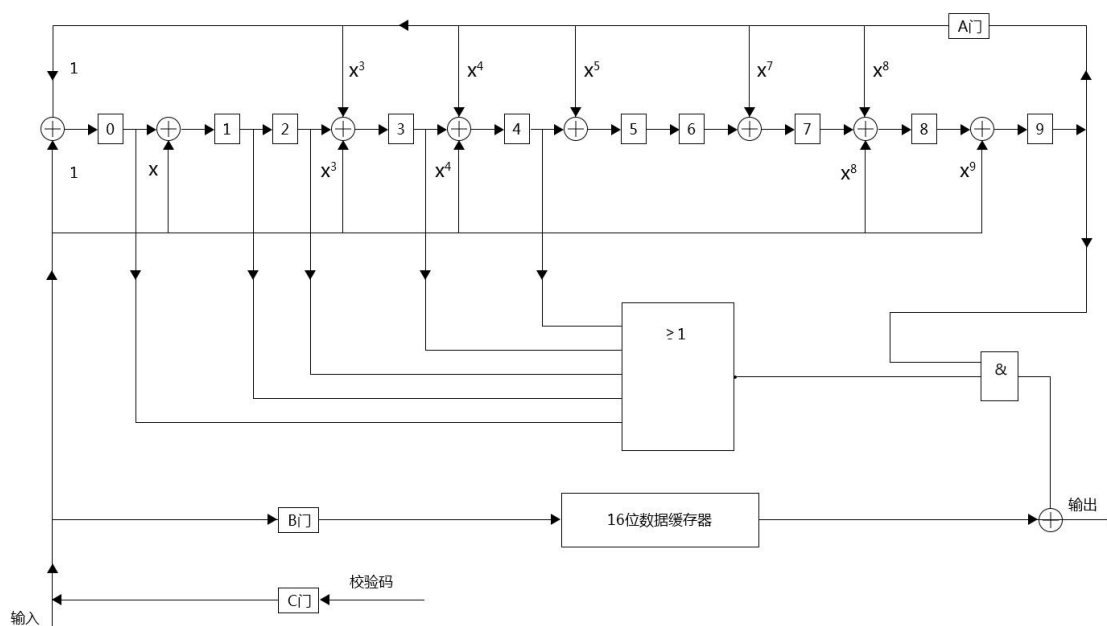 A门
1 x³ x⁴ x⁵ x⁷ x⁸
0 1 2 3 4 5 6 7 8 9
1 x x³ x⁴ x⁸ x⁹
≥1
&
B门 16位数据缓存器 输出
C门 校验码
输入